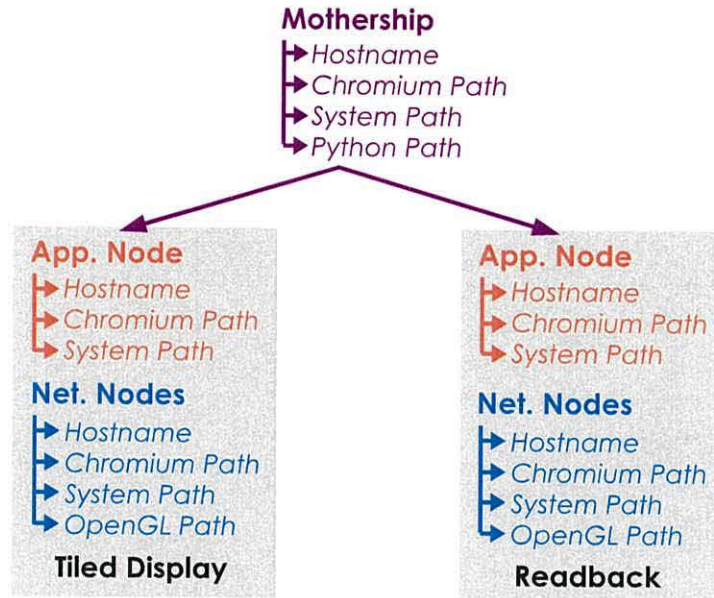 Mothership
Hostname
Chromium Path
System Path
Python Path
App. Node
Hostname
Chromium Path
System Path
Net. Nodes
Hostname
Chromium Path
System Path
OpenGL Path
Tiled Display
App. Node
Hostname
Chromium Path
System Path
Net. Nodes
Hostname
Chromium Path
System Path
OpenGL Path
Readback